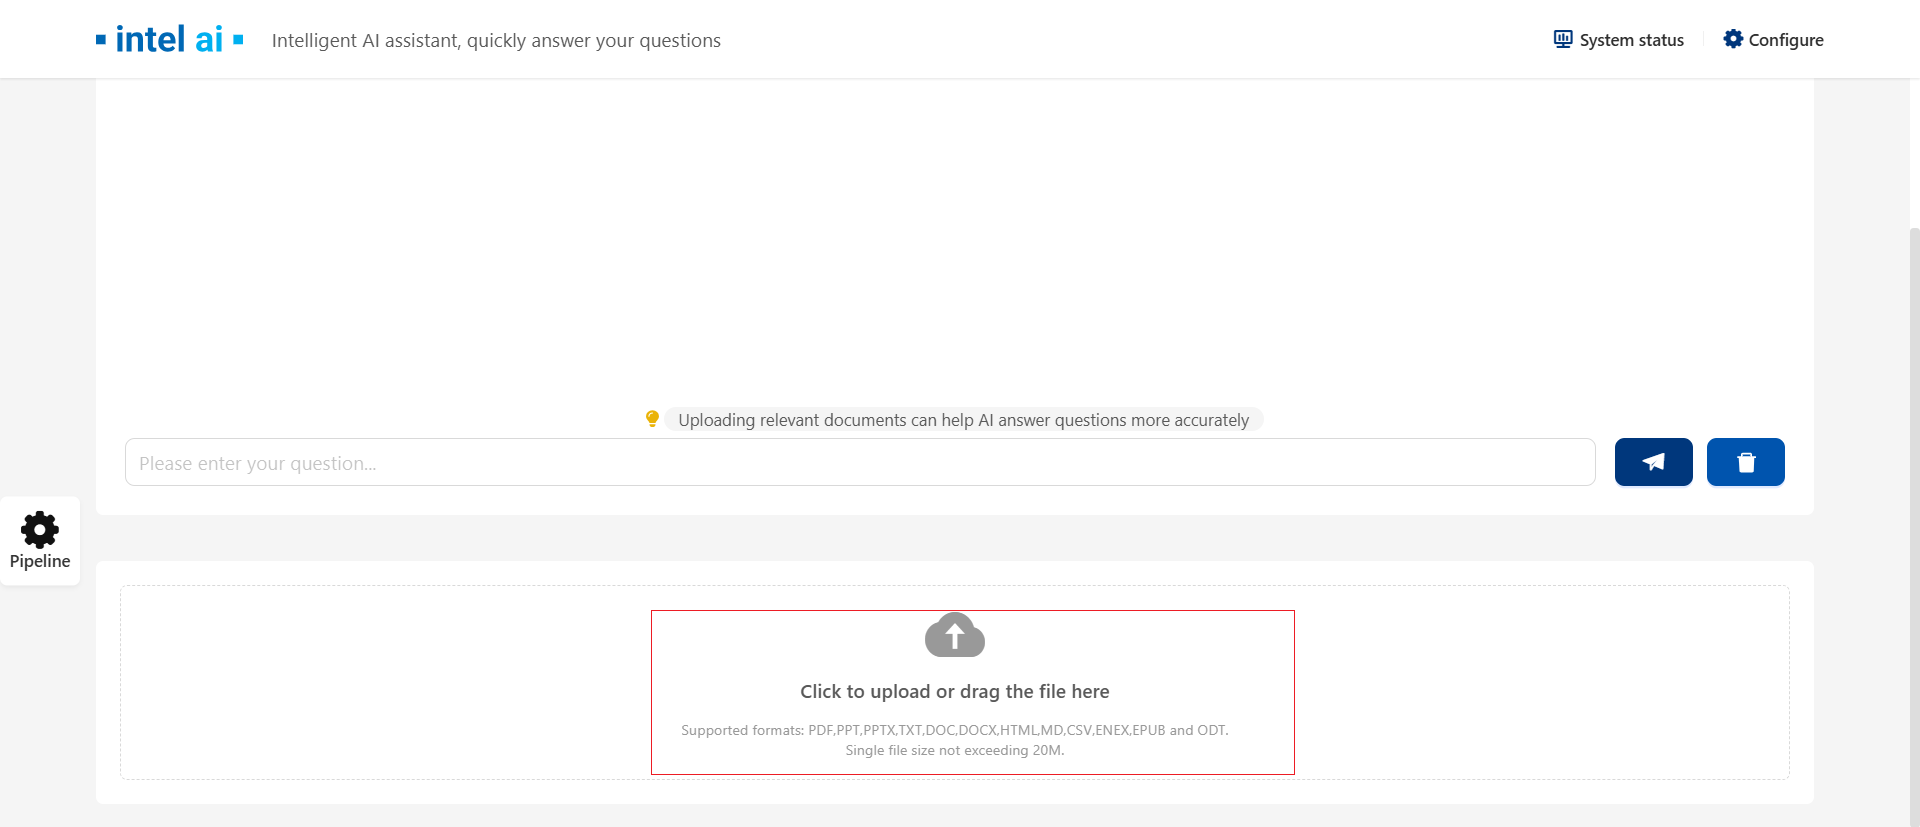 intel ai
Intelligent AI assistant, quickly answer your questions
System status
Configure
Uploading relevant documents can help AI answer questions more accurately
Please enter your question...
Pipeline
Click to upload or drag the file here
Supported formats: PDF,PPT,PPTX,TXT,DOC,DOCX,HTML,MD,CSV,ENEX,EPUB and ODT.
Single file size not exceeding 20M.